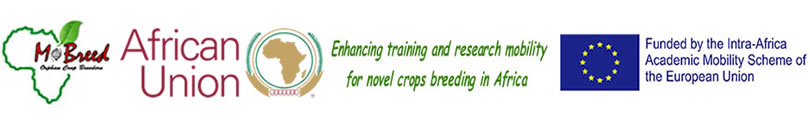 MoBreed
Orphan Crop Breeders
African
Union
Enhancing training and research mobility
for novel crops breeding in Africa
Funded by the Intra-Africa
Academic Mobility Scheme of
the European Union